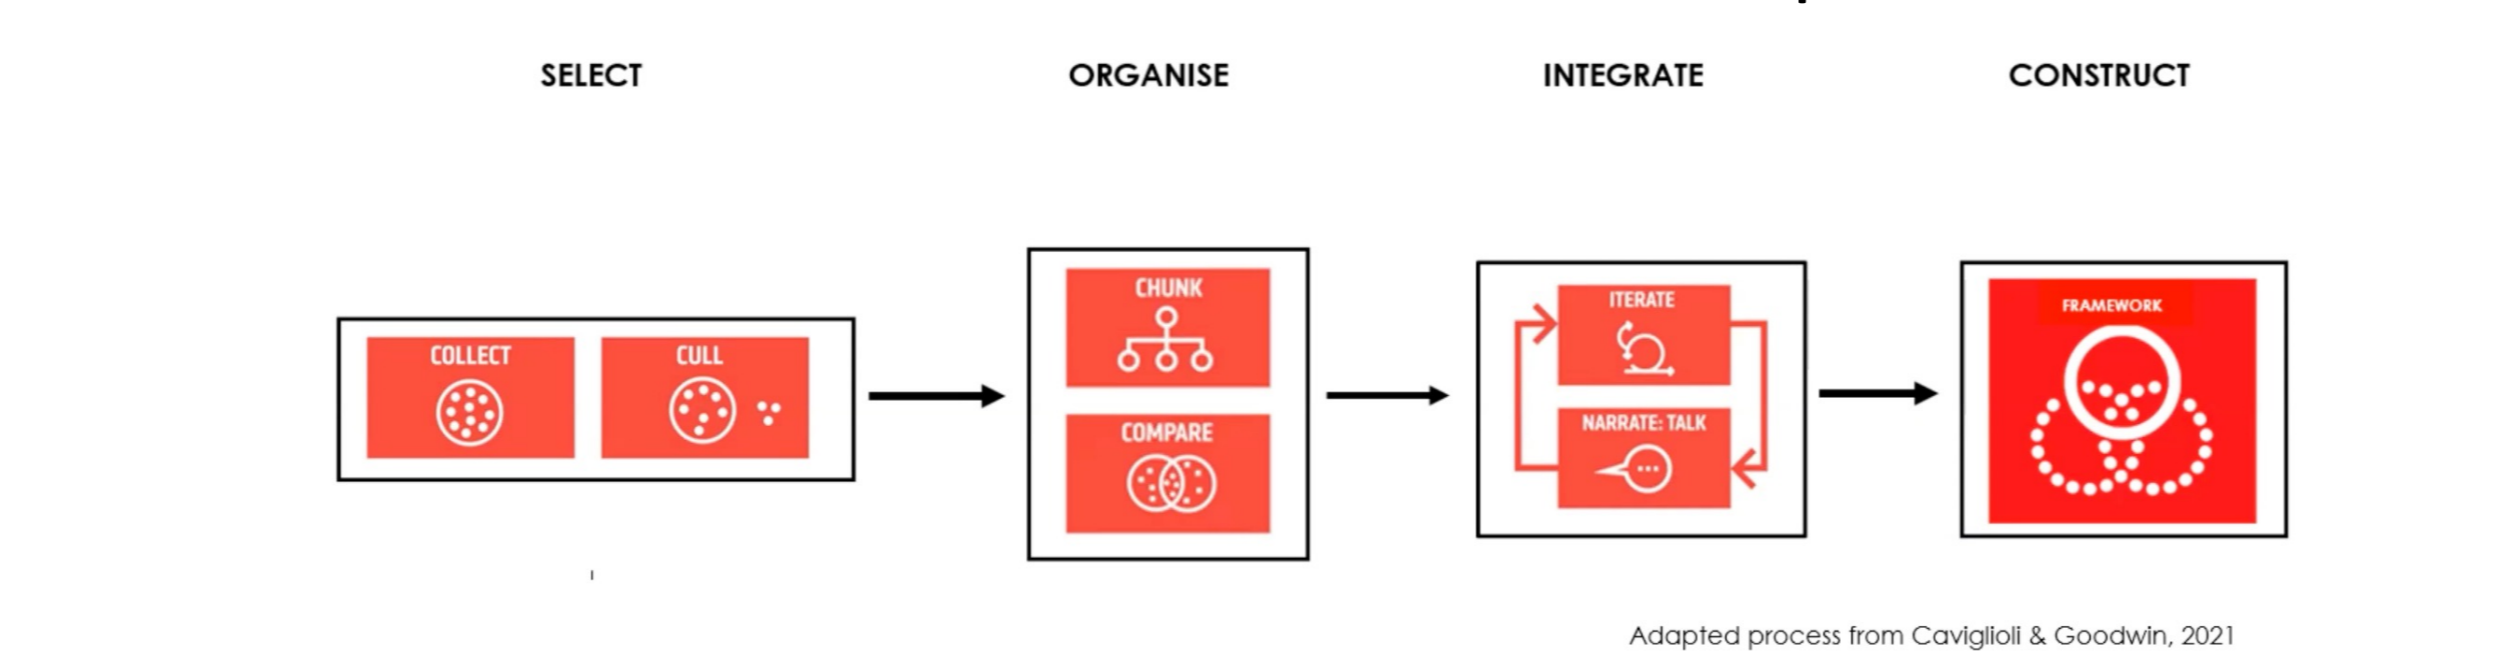 SELECT
ORGANISE
INTEGRATE
CONSTRUCT
COLLECT
CULL
CHUNK
COMPARE
ITERATE
NARRATE: TALK
FRAMEWORK
Adapted process from Caviglioli & Goodwin, 2021